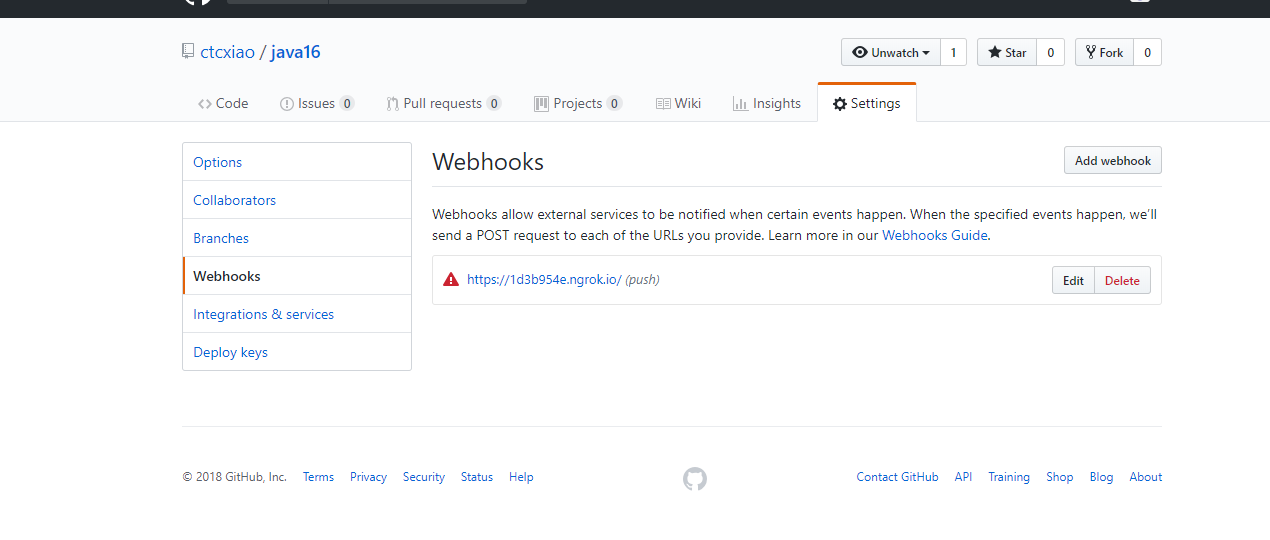 ctcxiao / java16
Unwatch 1 Star 0 Fork 0
Code Issues 0 Pull requests 0 Projects 0 Wiki Insights Settings
Options
Collaborators
Branches
Webhooks
Integrations & services
Deploy keys
Webhooks
Add webhook
Webhooks allow external services to be notified when certain events happen. When the specified events happen, we'll
send a POST request to each of the URLs you provide. Learn more in our Webhooks Guide.
https://1d3b954e.ngrok.io/ (push)
Edit Delete
© 2018 GitHub, Inc. Terms Privacy Security Status Help
Contact GitHub API Training Shop Blog About